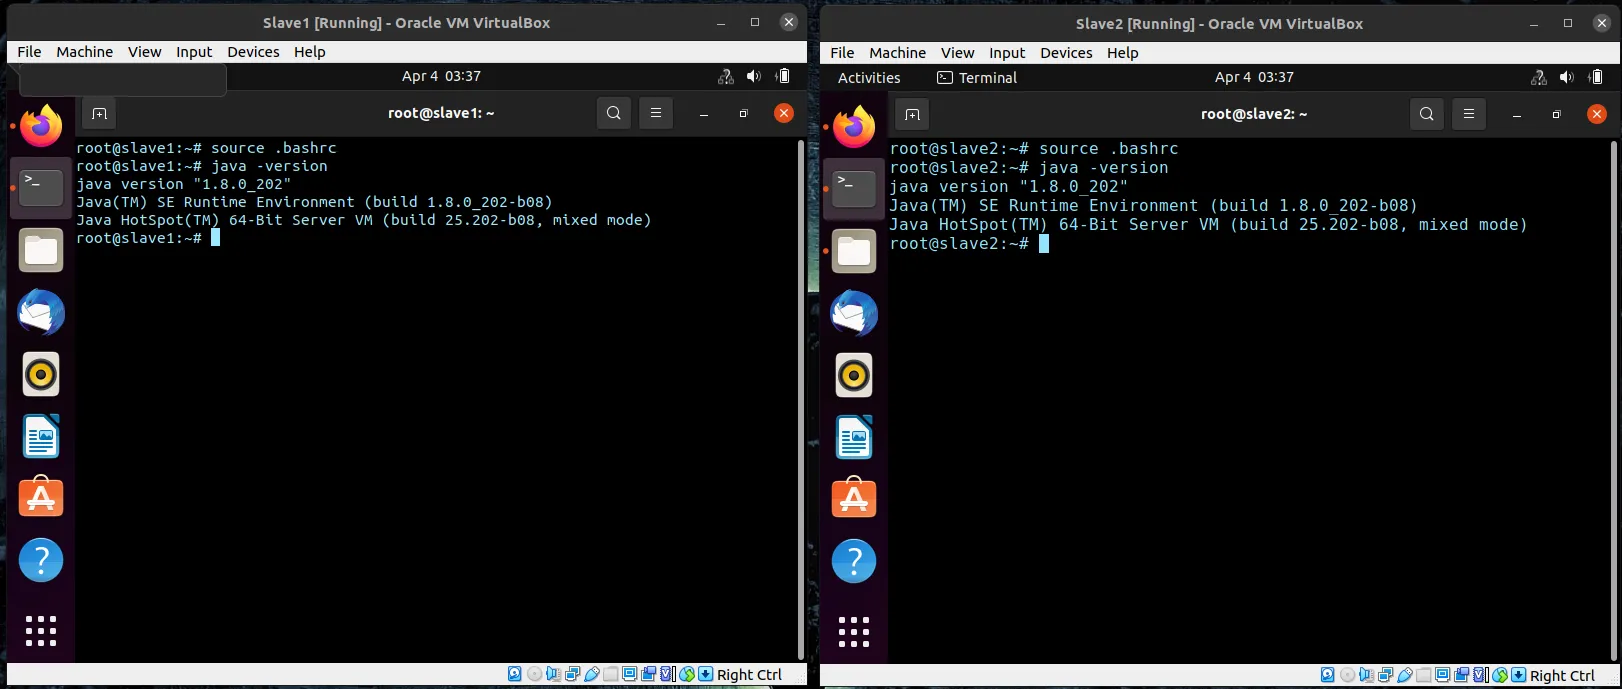 Slave1 [Running] - Oracle VM VirtualBox
File Machine View Input Devices Help
Apr 4 03:37
root@slave1: ~
root@slave1:~# source .bashrc
root@slave1:~# java -version
java version "1.8.0_202"
Java(TM) SE Runtime Environment (build 1.8.0_202-b08)
Java HotSpot(TM) 64-Bit Server VM (build 25.202-b08, mixed mode)
root@slave1:~#
Right Ctrl
Slave2 [Running] - Oracle VM VirtualBox
File Machine View Input Devices Help
Activities Terminal Apr 4 03:37
root@slave2: ~
root@slave2:~# source .bashrc
root@slave2:~# java -version
java version "1.8.0_202"
Java(TM) SE Runtime Environment (build 1.8.0_202-b08)
Java HotSpot(TM) 64-Bit Server VM (build 25.202-b08, mixed mode)
root@slave2:~#
Right Ctrl